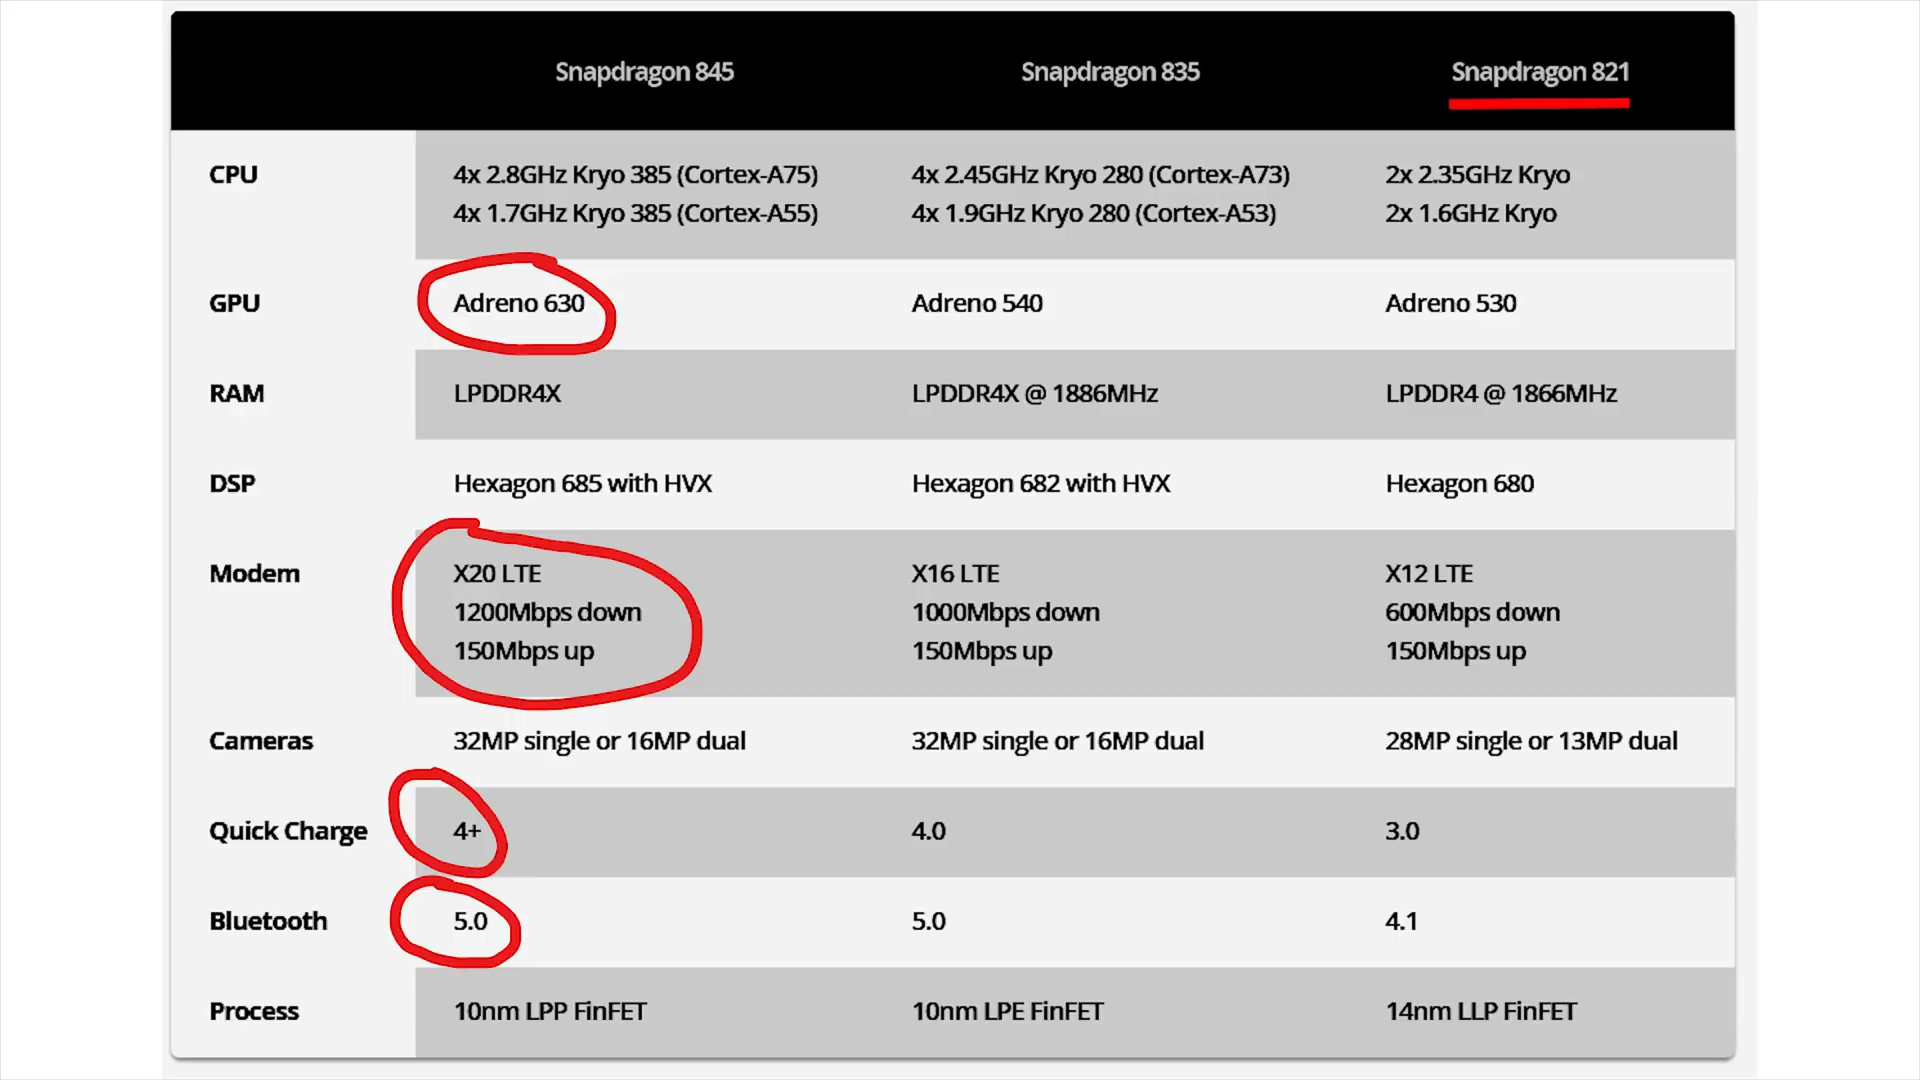 Snapdragon 845 Snapdragon 835 Snapdragon 821
CPU 4x 2.8GHz Kryo 385 (Cortex-A75) 4x 2.45GHz Kryo 280 (Cortex-A73) 2x 2.35GHz Kryo
4x 1.7GHz Kryo 385 (Cortex-A55) 4x 1.9GHz Kryo 280 (Cortex-A53) 2x 1.6GHz Kryo
GPU Adreno 630 Adreno 540 Adreno 530
RAM LPDDR4X LPDDR4X @ 1886MHz LPDDR4 @ 1866MHz
DSP Hexagon 685 with HVX Hexagon 682 with HVX Hexagon 680
Modem X20 LTE X16 LTE X12 LTE
1200Mbps down 1000Mbps down 600Mbps down
150Mbps up 150Mbps up 150Mbps up
Cameras 32MP single or 16MP dual 32MP single or 16MP dual 28MP single or 13MP dual
Quick Charge 4+ 4.0 3.0
Bluetooth 5.0 5.0 4.1
Process 10nm LPP FinFET 10nm LPE FinFET 14nm LLP FinFET